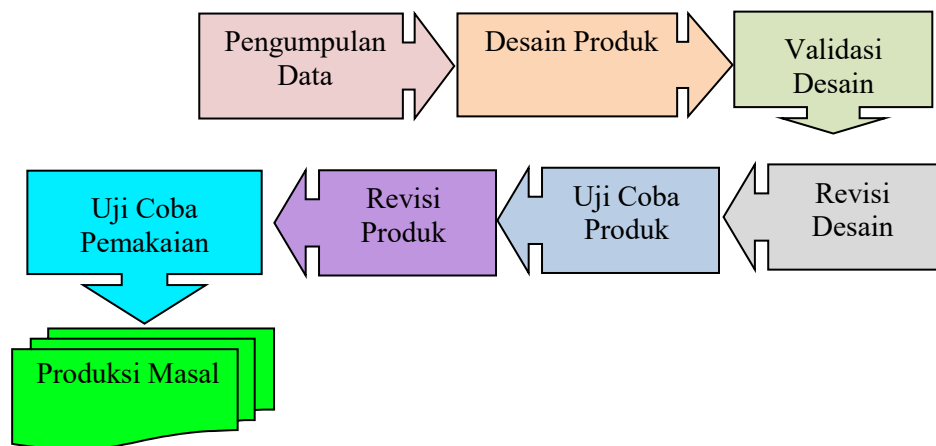 Pengumpulan
Data
Desain Produk
Validasi
Desain
Revisi
Desain
Uji Coba
Produk
Revisi
Produk
Uji Coba
Pemakaian
Produksi Masal